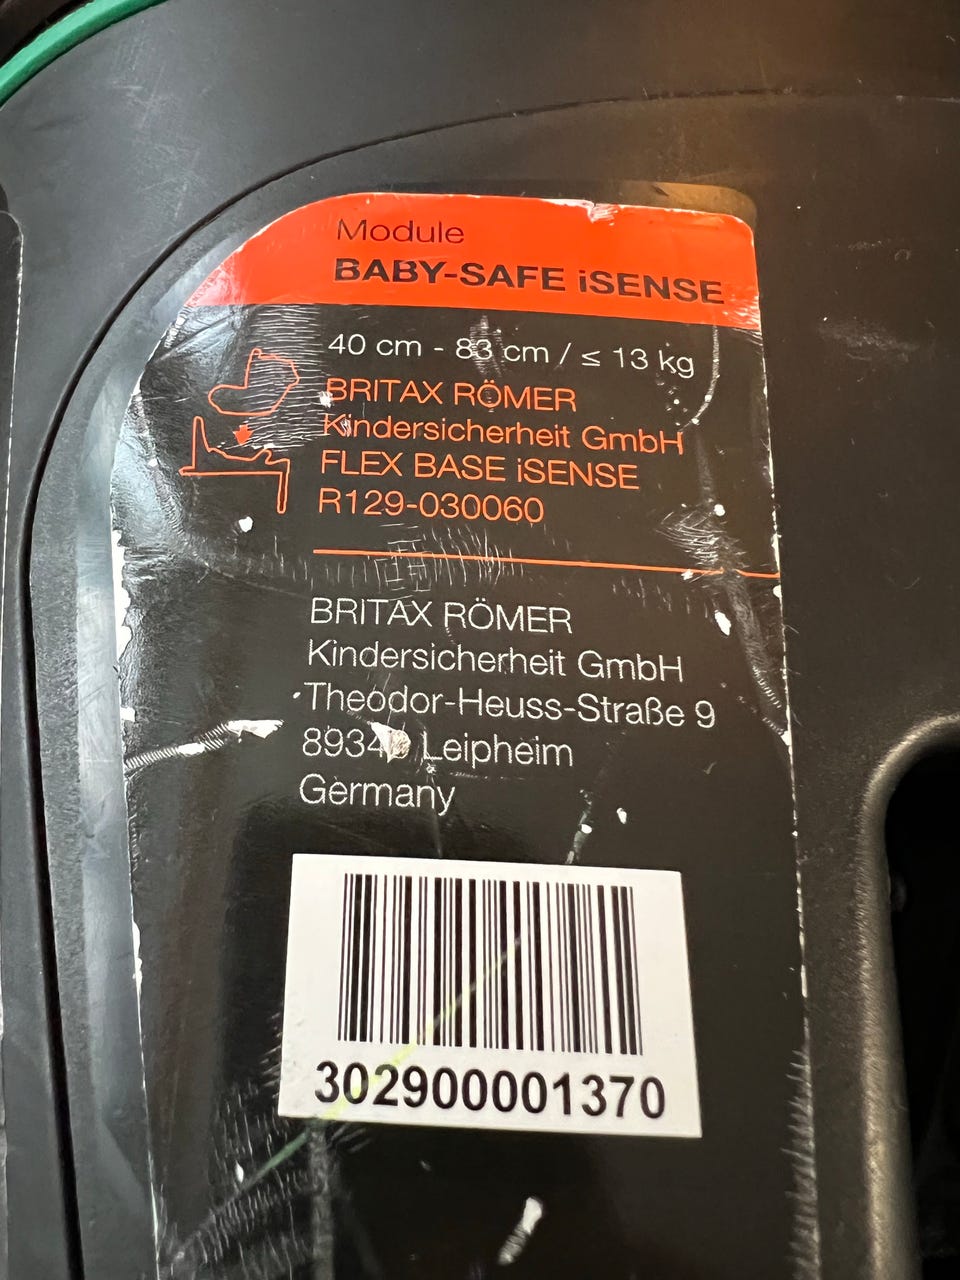 Module
BABY-SAFE iSENSE
40 cm - 83 cm / ≤ 13 kg
BRITAX RÖMER
Kindersicherheit GmbH
FLEX BASE iSENSE
R129-030060
BRITAX RÖMER
Kindersicherheit GmbH
Theodor-Heuss-Straße 9
Leipheim
Germany
302900001370